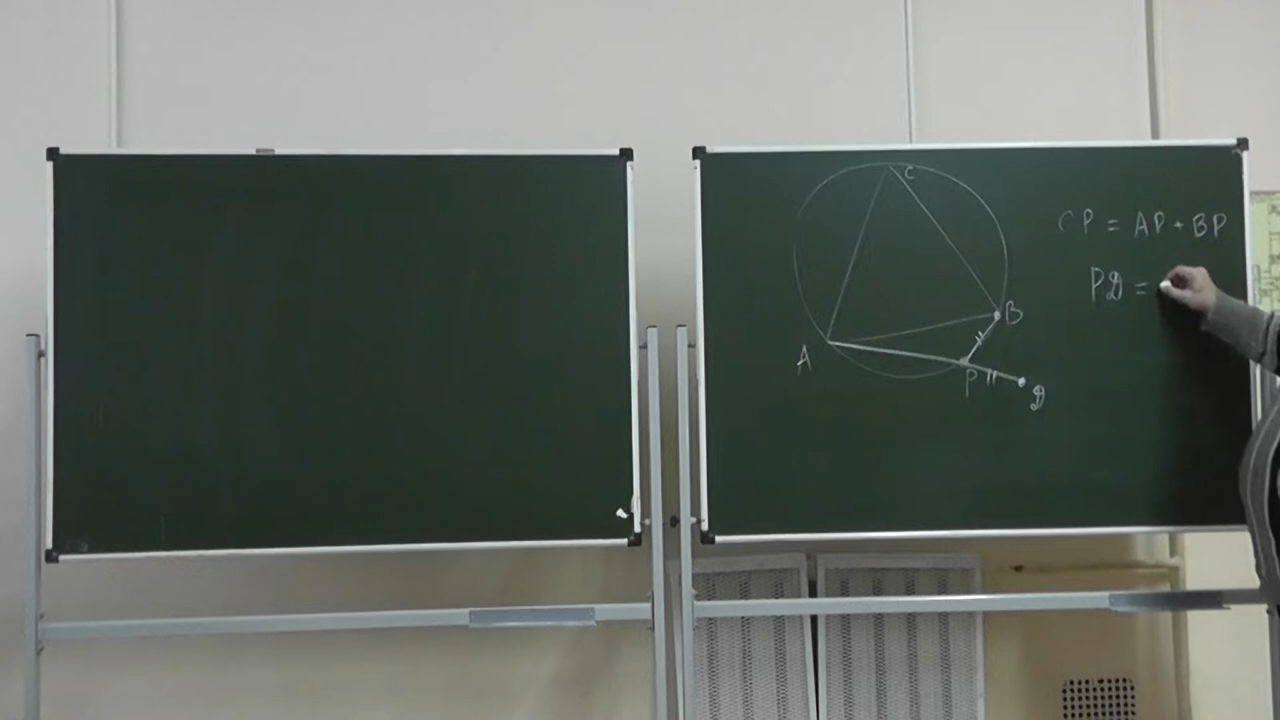 C
CP = AP + BP
PD =
B
A
P
D